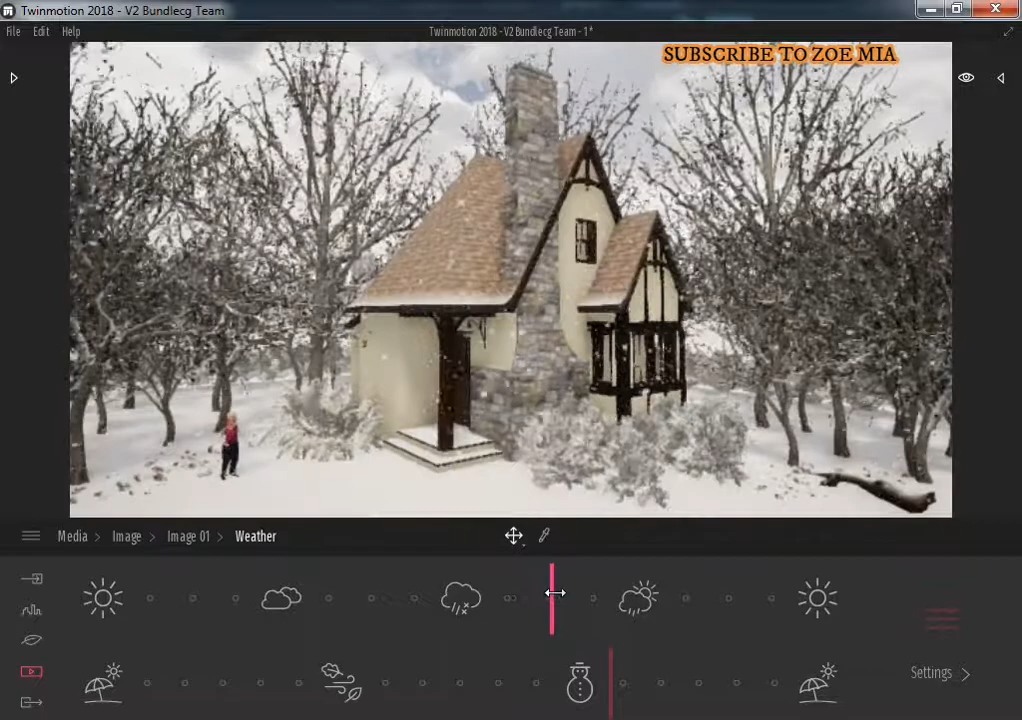 Twinmotion 2018 - V2 Bundlecg Team
File Edit Help
Twinmotion 2018 - V2 Bundlecg Team - 1*
SUBSCRIBE TO ZOE MIA
Media > Image > Image 01 > Weather
Settings >